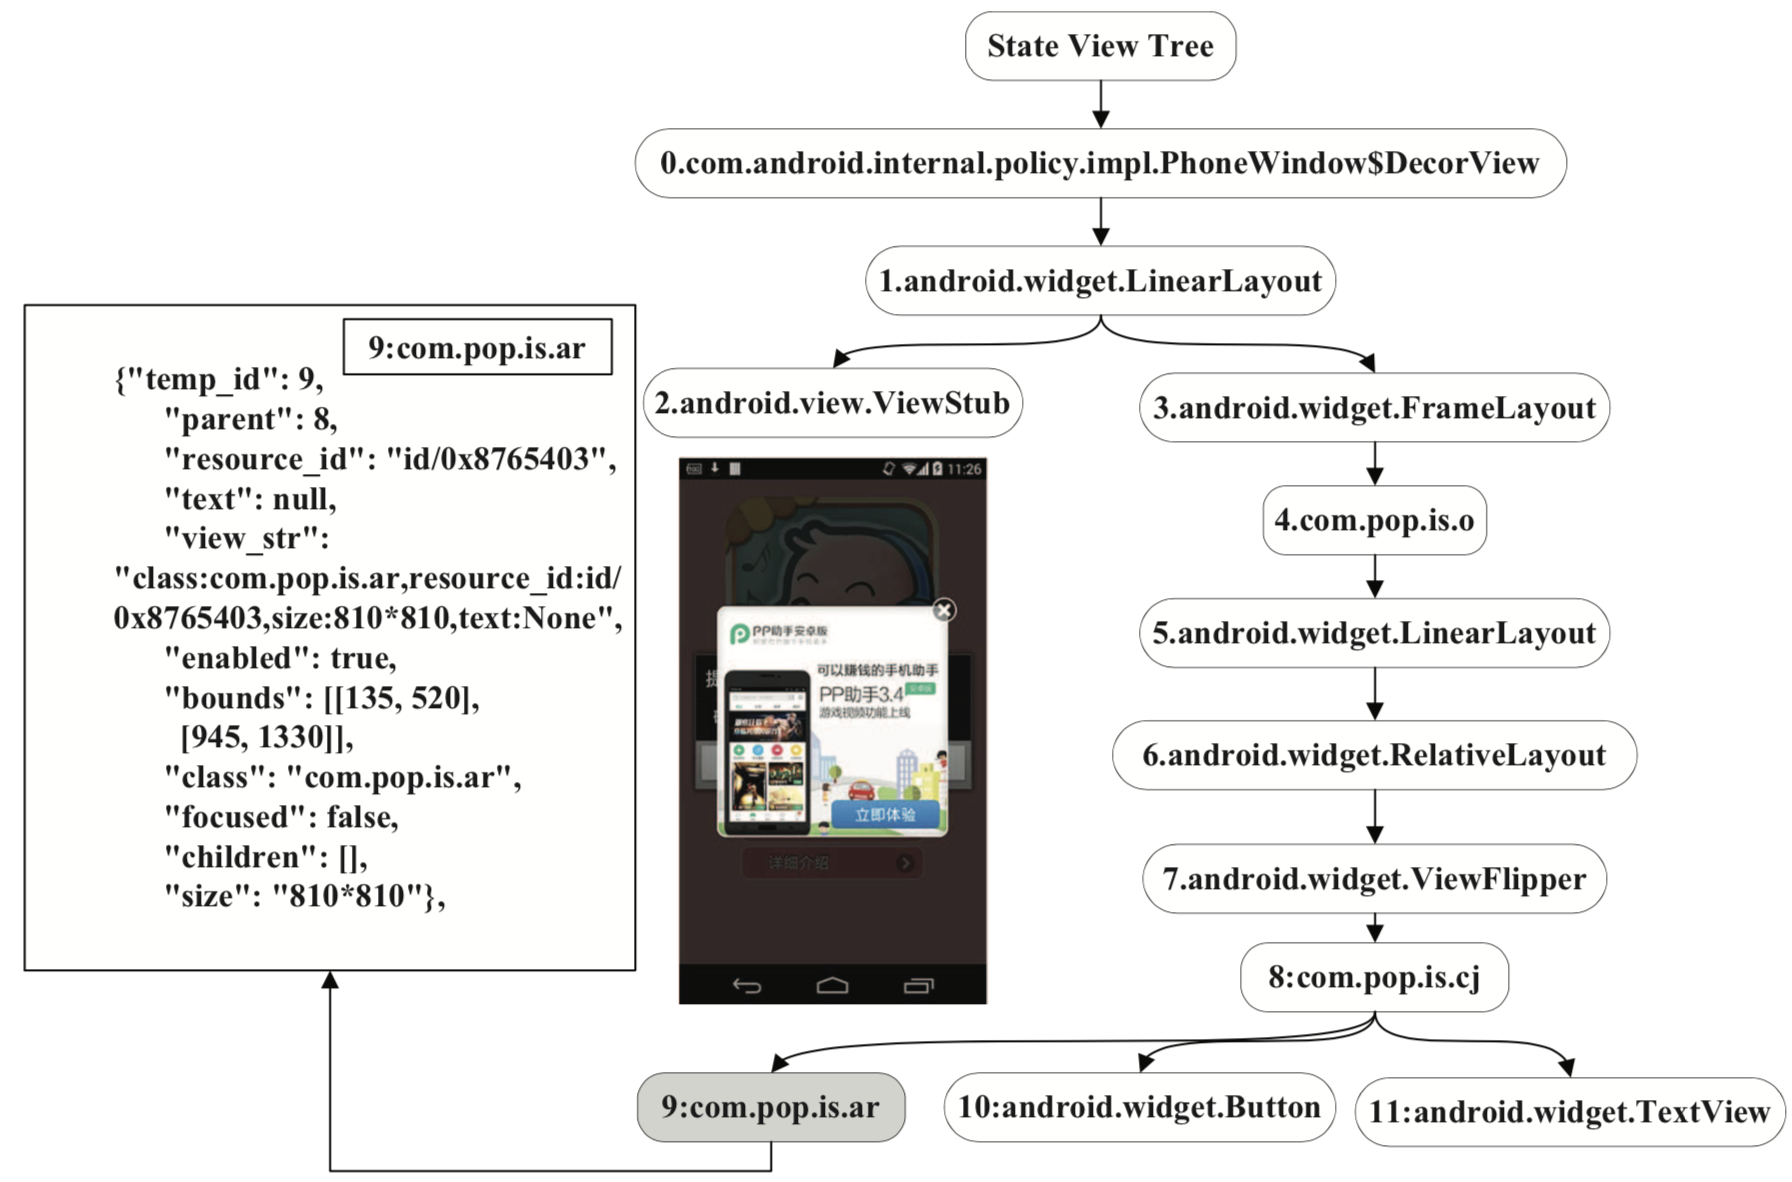 State View Tree
0.com.android.internal.policy.impl.PhoneWindow$DecorView
1.android.widget.LinearLayout
2.android.view.ViewStub
3.android.widget.FrameLayout
4.com.pop.is.o
5.android.widget.LinearLayout
6.android.widget.RelativeLayout
7.android.widget.ViewFlipper
8:com.pop.is.cj
9:com.pop.is.ar
10:android.widget.Button
11:android.widget.TextView
9:com.pop.is.ar
{"temp_id": 9,
"parent": 8,
"resource_id": "id/0x8765403",
"text": null,
"view_str":
"class:com.pop.is.ar,resource_id:id/
0x8765403,size:810*810,text:None",
"enabled": true,
"bounds": [[135, 520],
[945, 1330]],
"class": "com.pop.is.ar",
"focused": false,
"children": [],
"size": "810*810"},
11:26
PP助手安卓版
可以赚钱的手机助手
PP助手3.4
游戏视频功能上线
立即体验
详细介绍